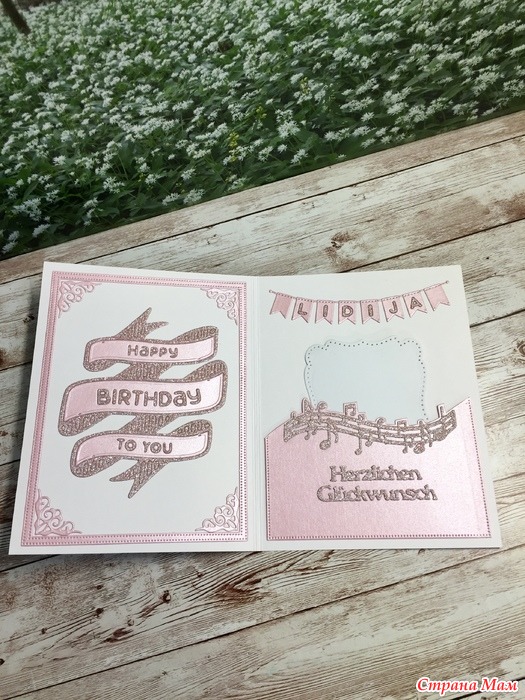 HAPPY
BIRTHDAY
TO YOU
LIDIJA
Herzlichen
Glückwunsch
Страна Мам